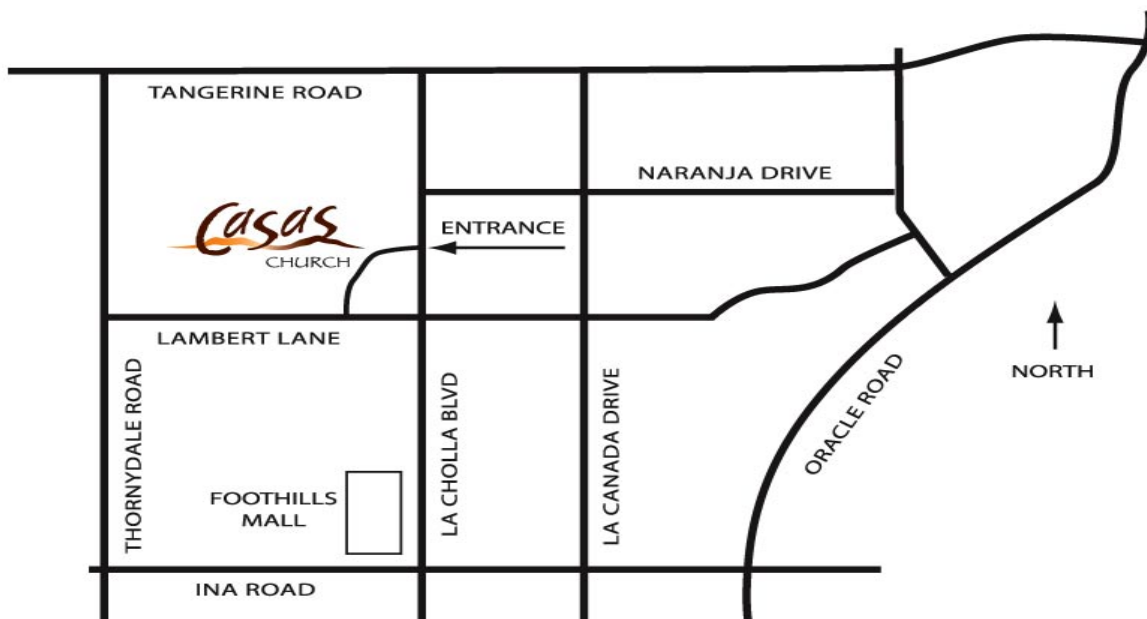 TANGERINE ROAD
NARANJA DRIVE
Casas
CHURCH
ENTRANCE
LAMBERT LANE
THORNYDALE ROAD
LA CHOLLA BLVD
LA CANADA DRIVE
ORACLE ROAD
NORTH
FOOTHILLS
MALL
INA ROAD